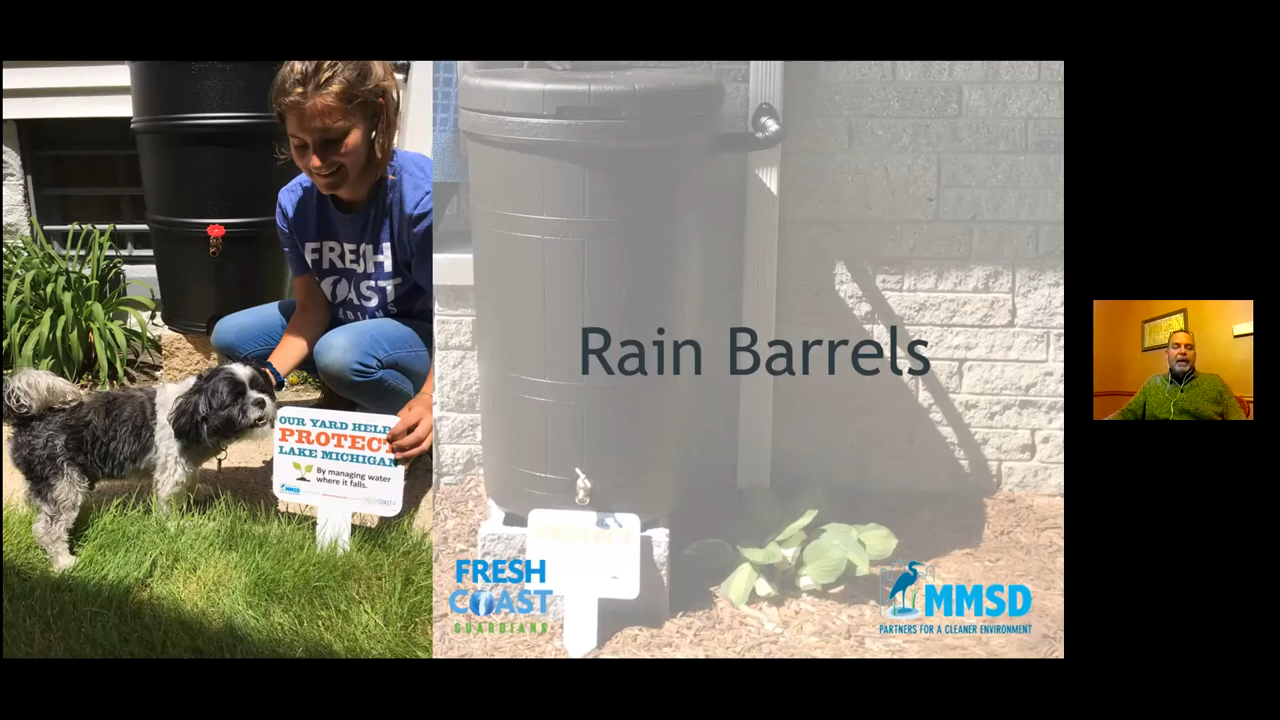 FRESH
COAST
OUR YARD HELPS
PROTECT
LAKE MICHIGAN
By managing water
where it falls.
MMSD
Rain Barrels
FRESH
COAST
GUARDIANS
MMSD
PARTNERS FOR A CLEANER ENVIRONMENT